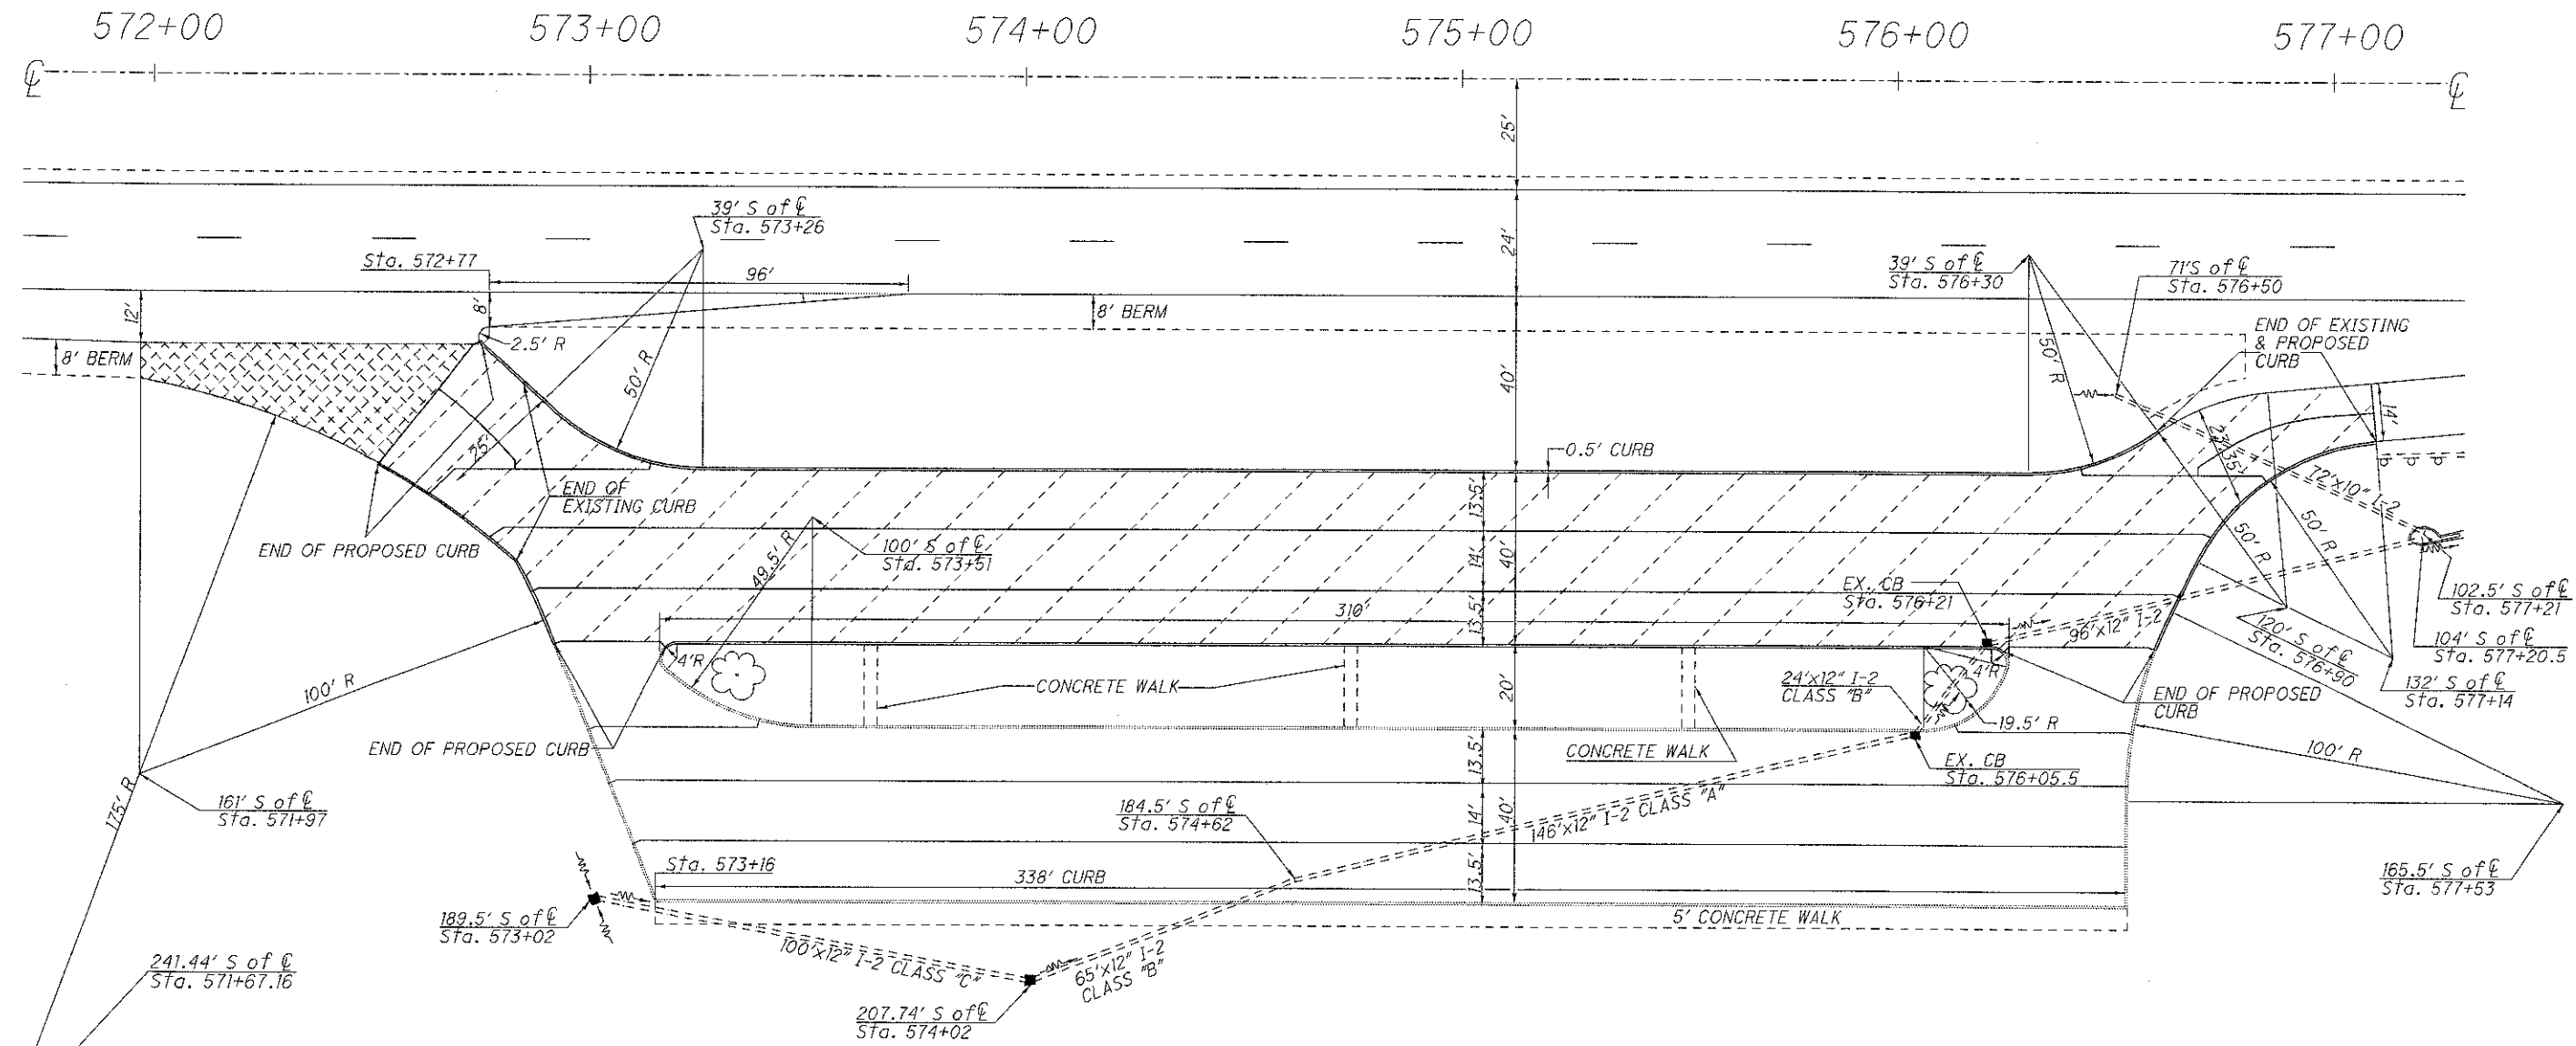 572+00 573+00 574+00 575+00 576+00 577+00
℄ ℄
25'
39' S of ℄
Sta. 573+26
24'
Sta. 572+77
96'
39' S of ℄
Sta. 576+30
71'S of ℄
Sta. 576+50
12'
8'
8' BERM
END OF EXISTING
& PROPOSED
CURB
2.5' R
8' BERM
50' R
40'
50' R
14'
25'
0.5' CURB
23.35'
END OF
EXISTING CURB
13.5'
72'x10" I-2
END OF PROPOSED CURB
49.5' R
100' S of ℄
Sta. 573+51
14'
40'
50' R
50' R
EX. CB
Sta. 576+21
102.5' S of ℄
Sta. 577+21
310'
13.5'
96'x12" I-2
120' S of ℄
Sta. 576+90
104' S of ℄
Sta. 577+20.5
4'R
4'R
100' R
CONCRETE WALK
20'
24'x12" I-2
CLASS "B"
END OF PROPOSED
CURB
132' S of ℄
Sta. 577+14
19.5' R
END OF PROPOSED CURB
13.5'
CONCRETE WALK
100' R
EX. CB
Sta. 576+05.5
175' R
161' S of ℄
Sta. 571+97
184.5' S of ℄
Sta. 574+62
14'
40'
146'x12" I-2 CLASS "A"
Sta. 573+16
338' CURB
13.5'
165.5' S of ℄
Sta. 577+53
189.5' S of ℄
Sta. 573+02
5' CONCRETE WALK
100'x12" I-2 CLASS "C"
65'x12" I-2
CLASS "B"
241.44' S of ℄
Sta. 571+67.16
207.74' S of ℄
Sta. 574+02